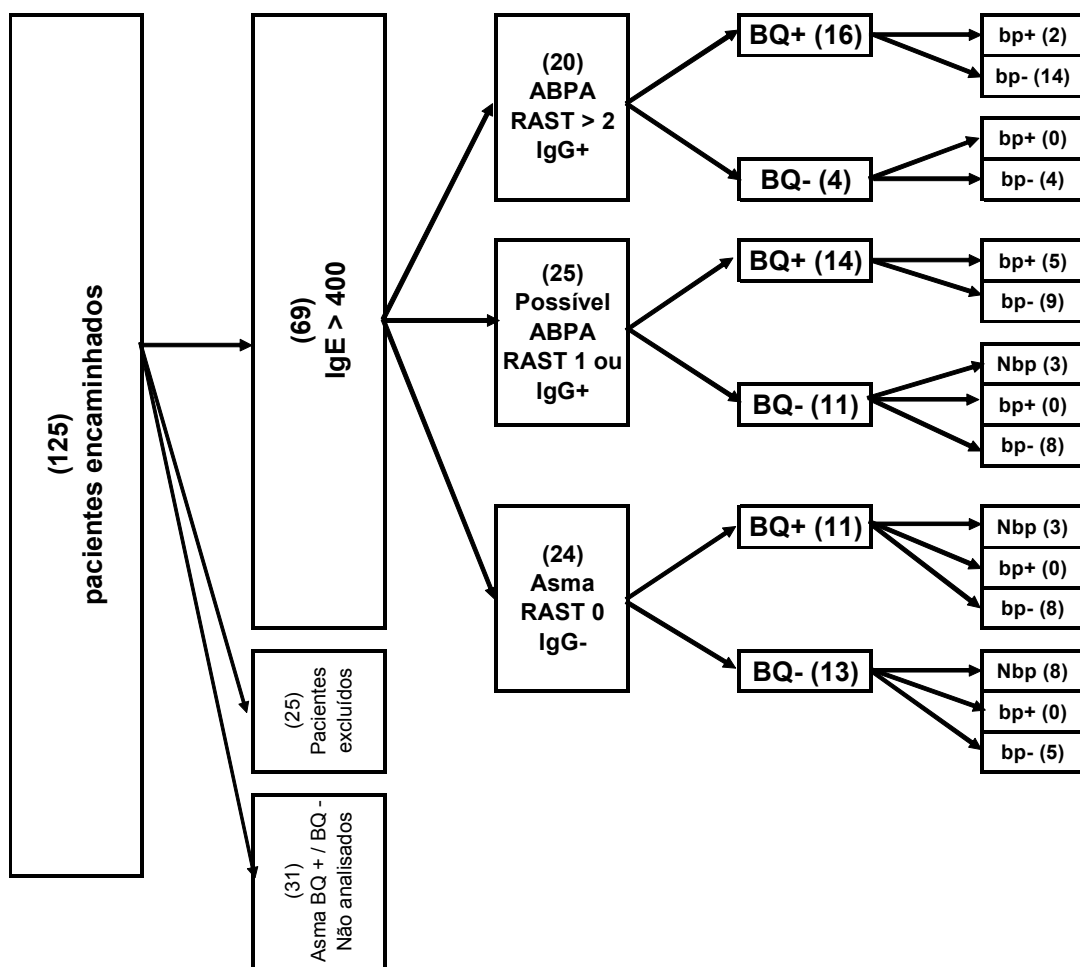 (125)
pacientes encaminhados
(69)
IgE > 400
(25)
Pacientes
excluídos
(31)
Asma BQ + / BQ -
Não analisados
(20)
ABPA
RAST > 2
IgG+
(25)
Possível
ABPA
RAST 1 ou
IgG+
(24)
Asma
RAST 0
IgG-
BQ+ (16)
BQ- (4)
BQ+ (14)
BQ- (11)
BQ+ (11)
BQ- (13)
bp+ (2)
bp- (14)
bp+ (0)
bp- (4)
bp+ (5)
bp- (9)
Nbp (3)
bp+ (0)
bp- (8)
Nbp (3)
bp+ (0)
bp- (8)
Nbp (8)
bp+ (0)
bp- (5)